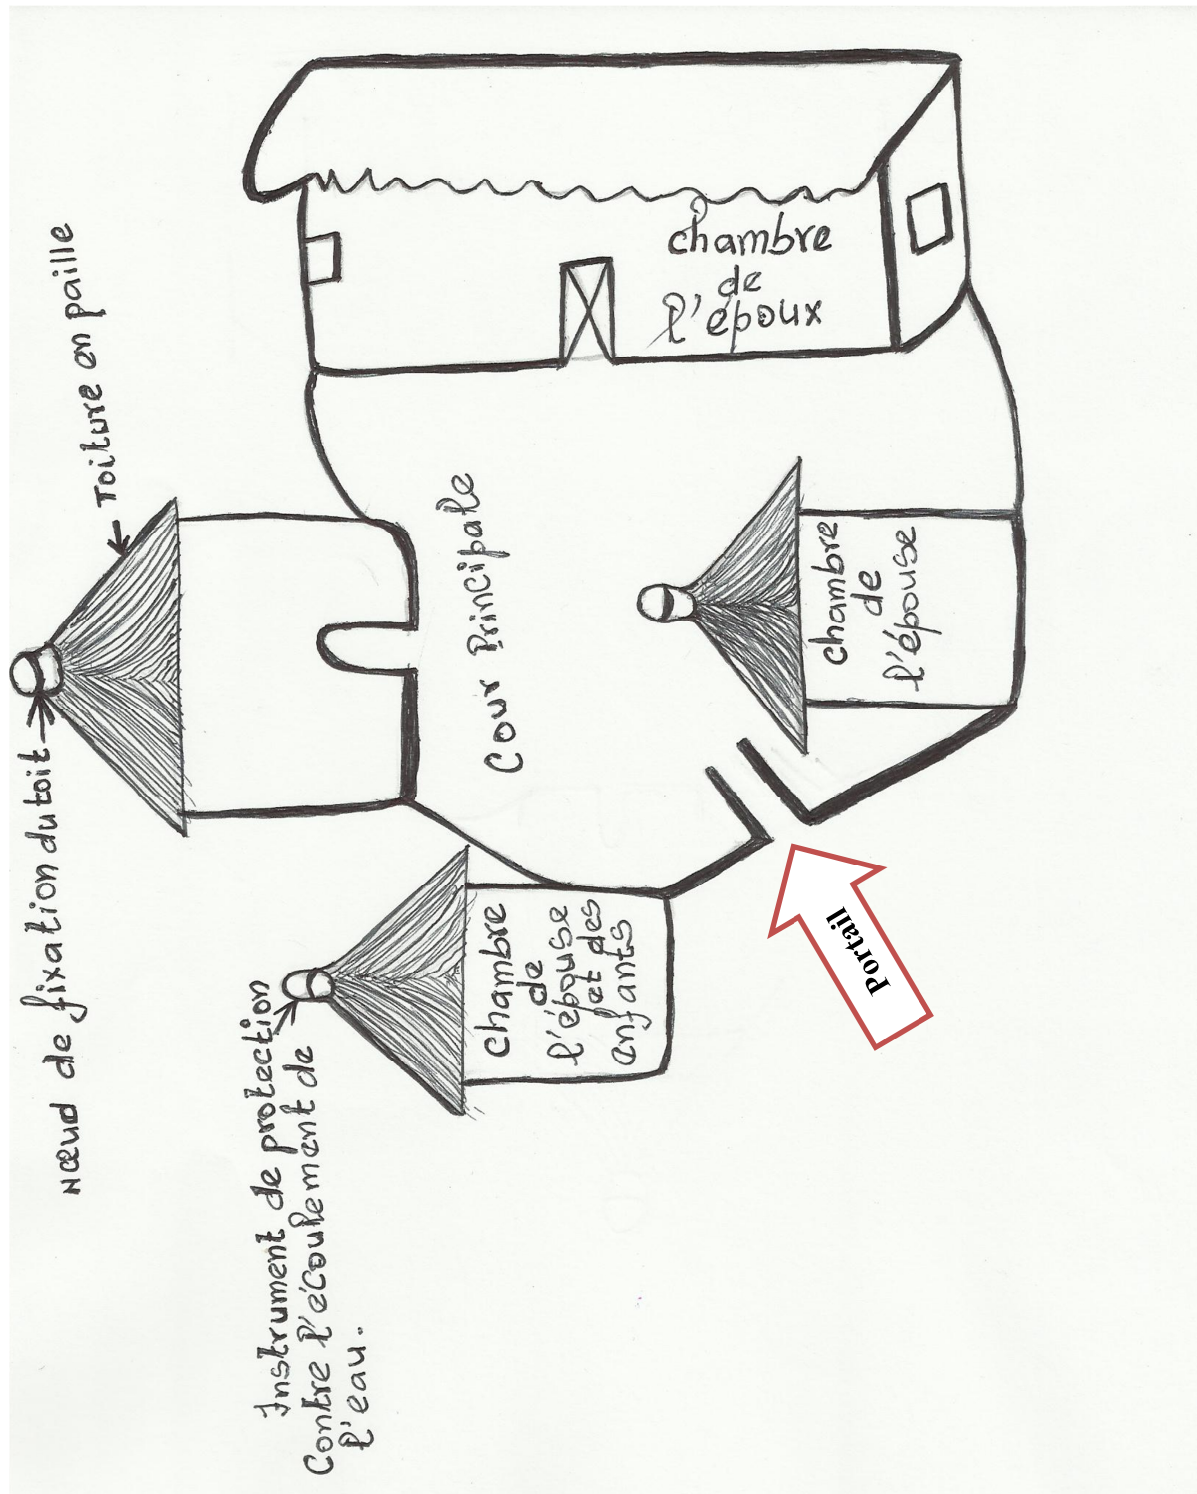 Toiture en paille
Nœud de fixation du toit
Instrument de protection
Contre l'écoulement de
l'eau.
chambre
de
l'époux
Cour Principale
chambre
de
l'épouse
chambre
de
l'épouse
et des
enfants
Portail